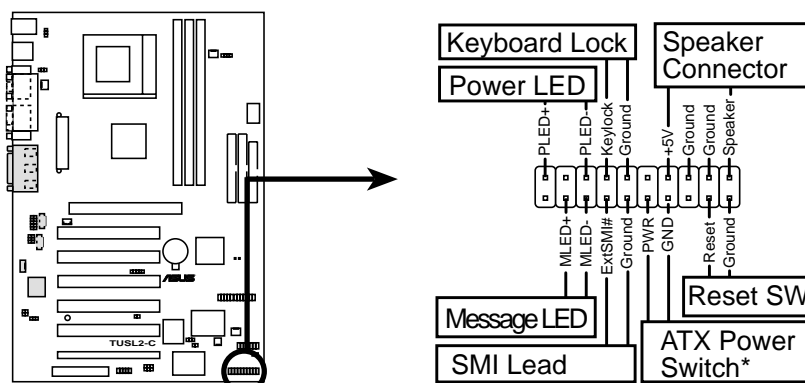 Keyboard Lock
Speaker
Connector
Power LED
PLED+
PLED-
Keylock
Ground
+5V
Ground
Ground
Speaker
MLED+
MLED-
ExtSMI#
Ground
PWR
GND
Reset
Ground
Reset SW
Message LED
ATX Power
Switch*
SMI Lead
ASUS
TUSL2-C